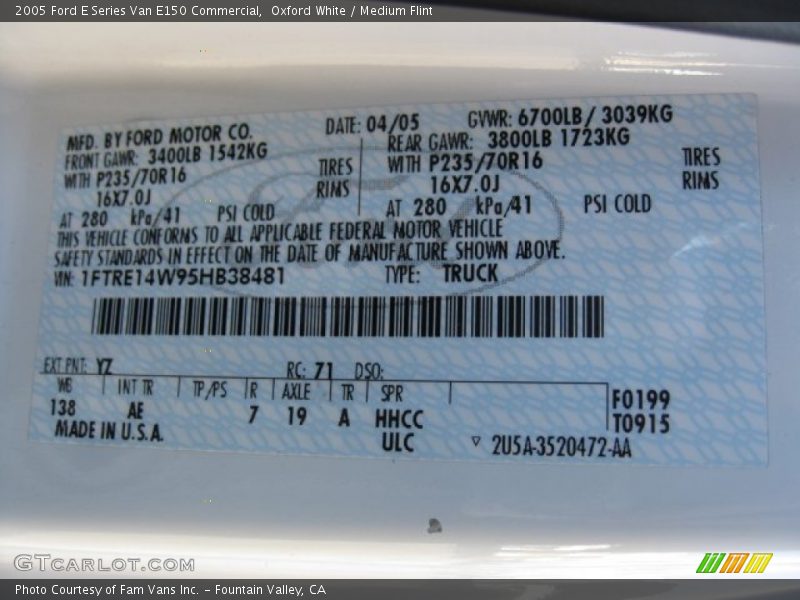 2005 Ford E Series Van E150 Commercial,  Oxford White / Medium Flint
MFD. BY FORD MOTOR CO. DATE: 04/05 GVWR: 6700LB/ 3039KG
FRONT GAWR: 3400LB 1542KG REAR GAWR: 3800LB 1723KG
WITH P235/70R16 TIRES WITH P235/70R16 TIRES
16X7.0J RIMS 16X7.0J RIMS
AT 280 kPa/41 PSI COLD AT 280 kPa/41 PSI COLD
THIS VEHICLE CONFORMS TO ALL APPLICABLE FEDERAL MOTOR VEHICLE
SAFETY STANDARDS IN EFFECT ON THE DATE OF MANUFACTURE SHOWN ABOVE.
VIN: 1FTRE14W95HB38481 TYPE: TRUCK
EXT PNT: YZ RC: 71 DSO:
WB INT TR TP/PS R AXLE TR SPR F0199
138 AE 7 19 A HHCC T0915
MADE IN U.S.A. ULC ▽ 2U5A-3520472-AA
GTCARLOT.COM
Photo Courtesy of Fam Vans Inc. – Fountain Valley, CA